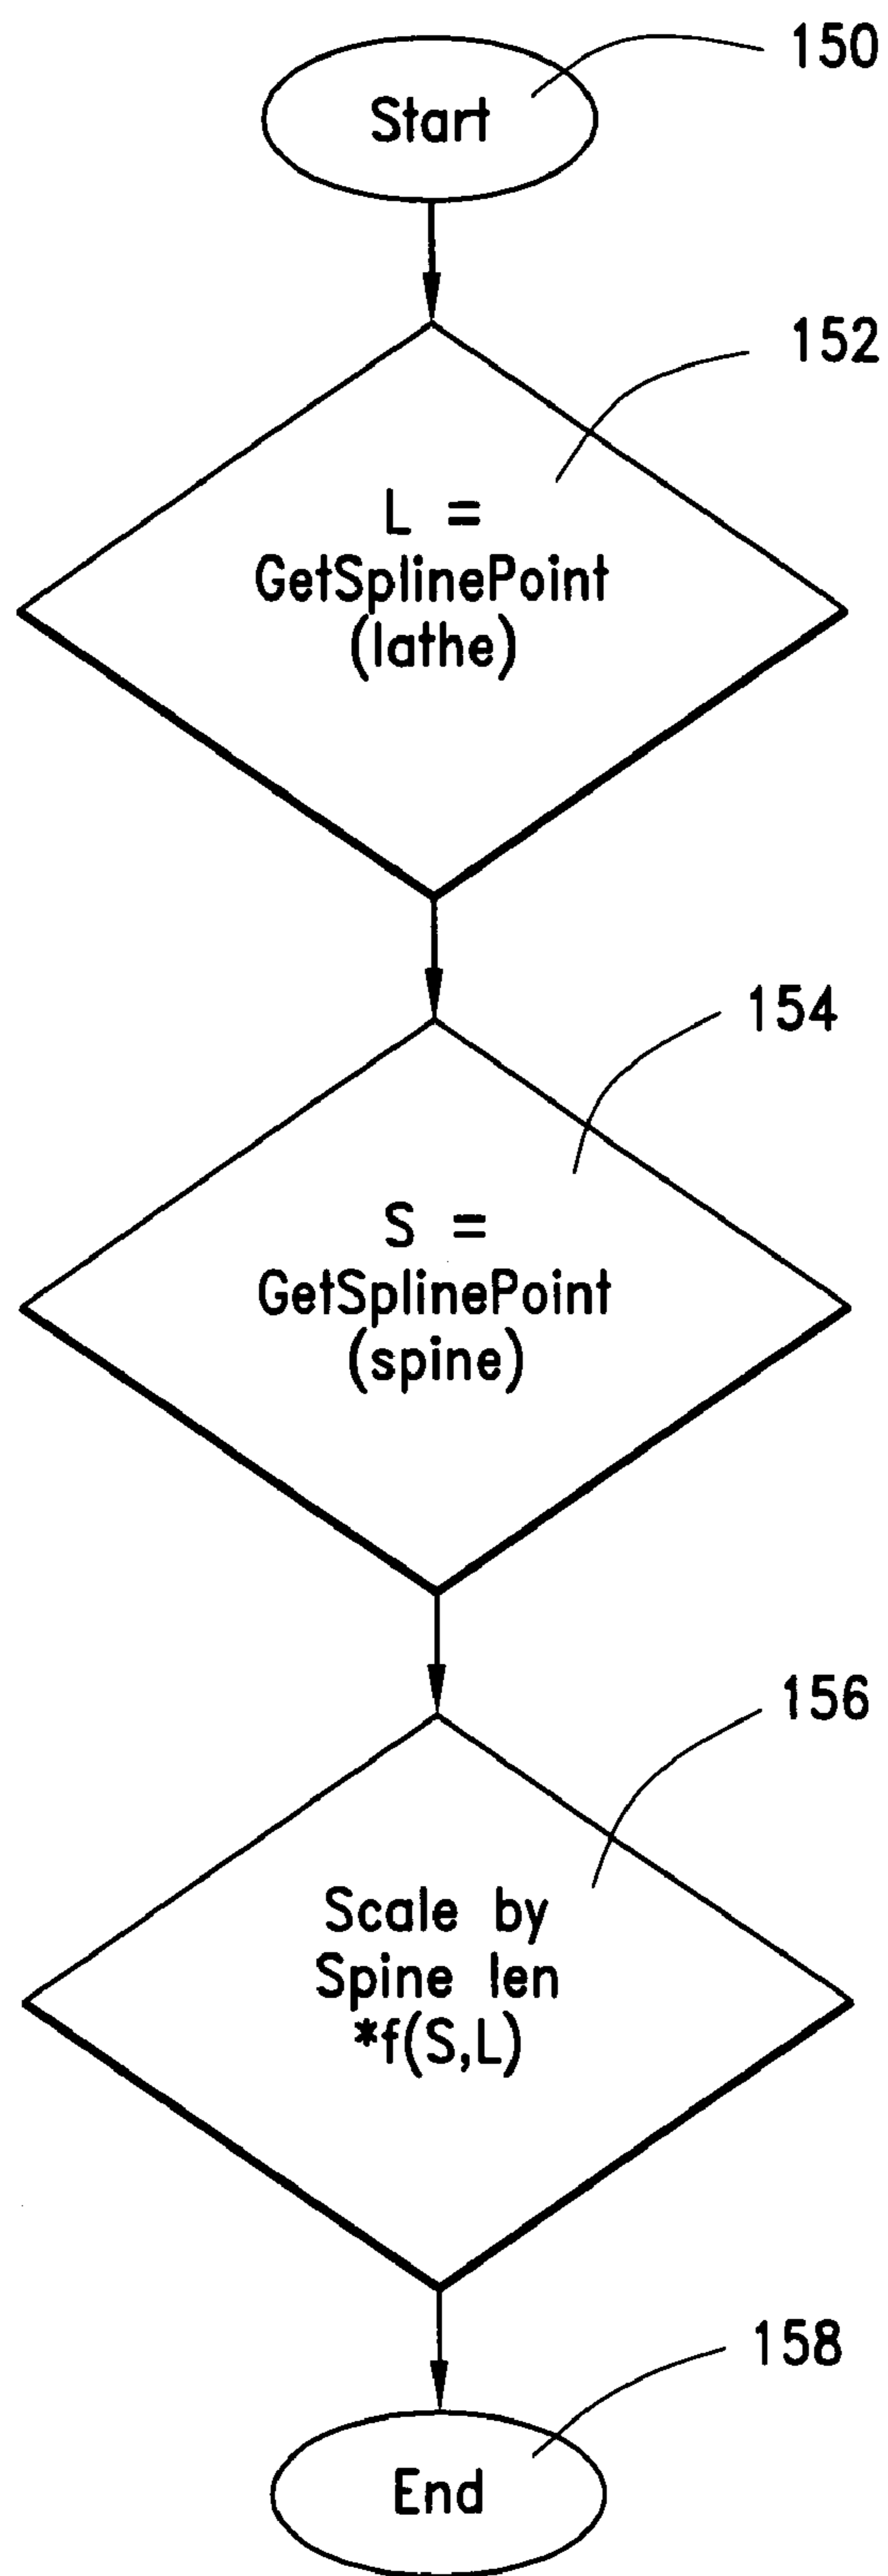 150
Start
152
L =
GetSplinePoint
(lathe)
154
S =
GetSplinePoint
(spine)
156
Scale by
Spine len
*f(S,L)
158
End